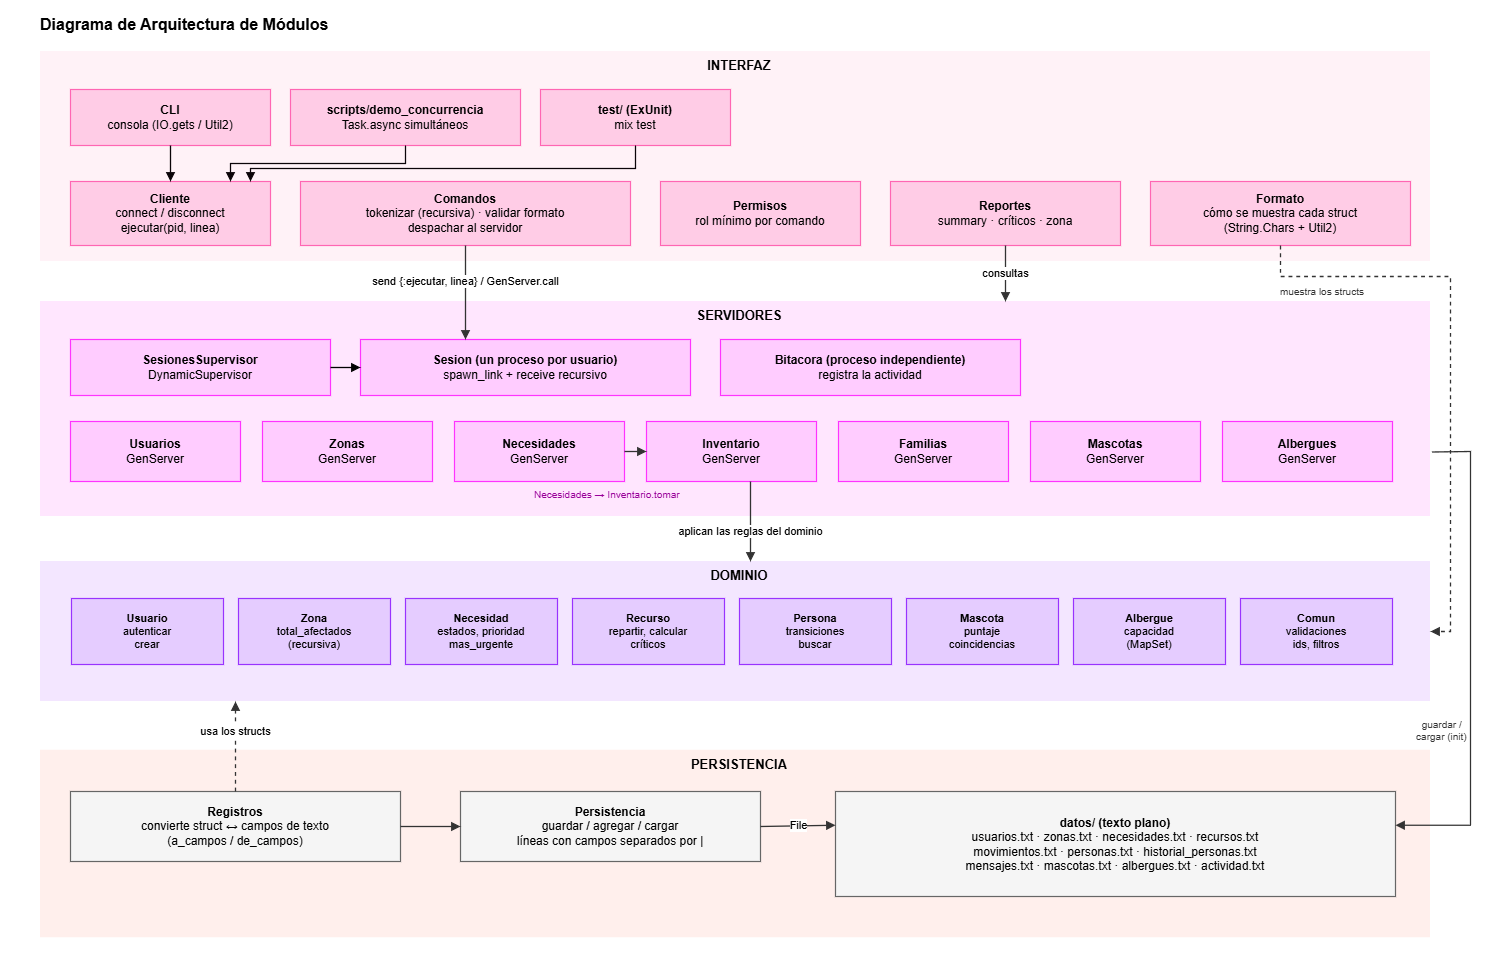 Diagrama de Arquitectura de Módulos
INTERFAZ
CLI
consola (IO.gets / Util2)
scripts/demo_concurrencia
Task.async simultáneos
test/ (ExUnit)
mix test
Cliente
connect / disconnect
ejecutar(pid, linea)
Comandos
tokenizar (recursiva) · validar formato
despachar al servidor
Permisos
rol mínimo por comando
Reportes
summary · críticos · zona
Formato
cómo se muestra cada struct
(String.Chars + Util2)
send {:ejecutar, linea} / GenServer.call
consultas
muestra los structs
SERVIDORES
SesionesSupervisor
DynamicSupervisor
Sesion (un proceso por usuario)
spawn_link + receive recursivo
Bitacora (proceso independiente)
registra la actividad
Usuarios
GenServer
Zonas
GenServer
Necesidades
GenServer
Inventario
GenServer
Familias
GenServer
Mascotas
GenServer
Albergues
GenServer
Necesidades → Inventario.tomar
aplican las reglas del dominio
DOMINIO
Usuario
autenticar
crear
Zona
total_afectados
(recursiva)
Necesidad
estados, prioridad
mas_urgente
Recurso
repartir, calcular
críticos
Persona
transiciones
buscar
Mascota
puntaje
coincidencias
Albergue
capacidad
(MapSet)
Comun
validaciones
ids, filtros
usa los structs
guardar /
cargar (init)
PERSISTENCIA
Registros
convierte struct ↔ campos de texto
(a_campos / de_campos)
Persistencia
guardar / agregar / cargar
líneas con campos separados por |
File
datos/ (texto plano)
usuarios.txt · zonas.txt · necesidades.txt · recursos.txt
movimientos.txt · personas.txt · historial_personas.txt
mensajes.txt · mascotas.txt · albergues.txt · actividad.txt